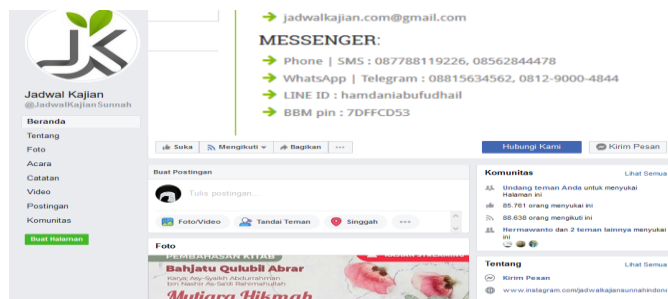 jadwalkajian.com@gmail.com
MESSENGER:
Phone | SMS : 087788119226, 08562844478
WhatsApp | Telegram : 08815634562, 0812-9000-4844
LINE ID : hamdaniabufudhail
BBM pin : 7DFFCD53
JK
Jadwal Kajian
@JadwalKajianSunnah
Beranda
Tentang
Foto
Acara
Catatan
Video
Postingan
Komunitas
Buat Halaman
Suka Mengikuti Bagikan ...
Hubungi Kami Kirim Pesan
Buat Postingan
Tulis postingan...
Foto/Video Tandai Teman Singgah ...
Foto
PEMBAHASAN KITAB
Bahjatu Qulubil Abrar
Karya: Asy-Syaikh Abdurrahman
bin Nashir As-Sa'di Rahimahullah
Mutiara Hikmah
Komunitas Lihat Semua
Undang teman Anda untuk menyukai
Halaman ini
85.761 orang menyukai ini
88.638 orang mengikuti ini
Hermawanto dan 2 teman lainnya menyukai
ini
Tentang Lihat Semua
Kirim Pesan
www.instagram.com/jadwalkajiansunnahindone